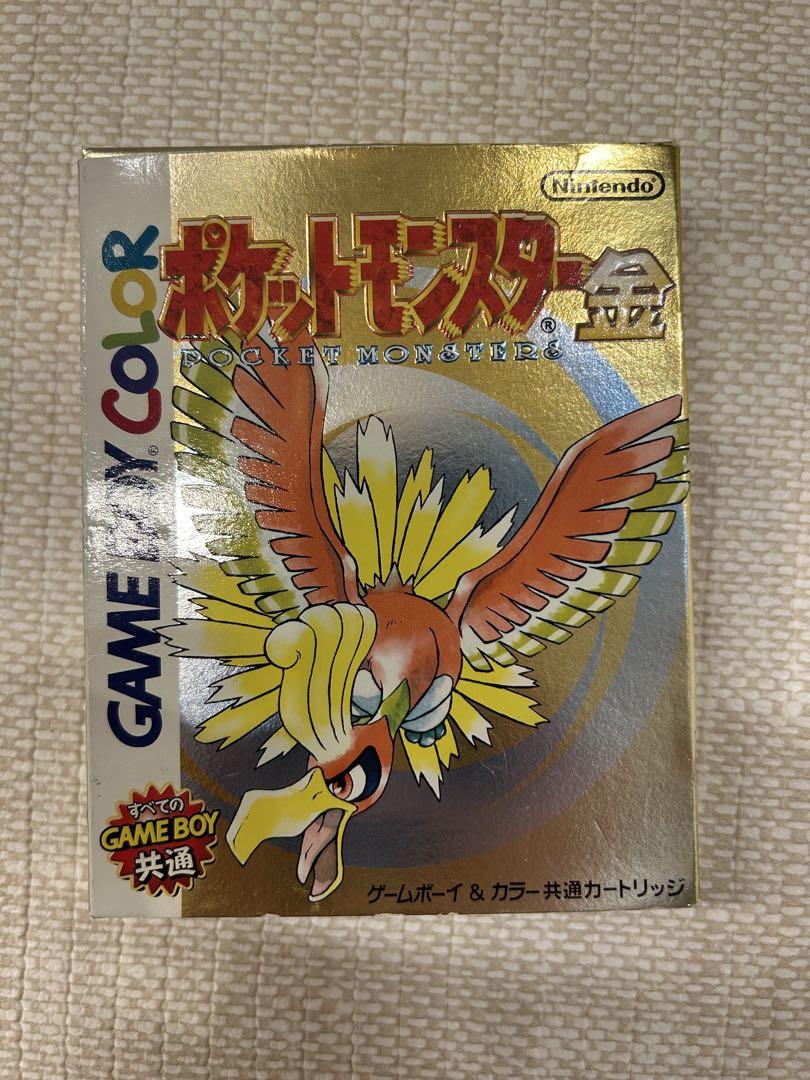 Nintendo®
ポケットモンスター金
®
POCKET MONSTERS
GAME BOY® COLOR
すべての
GAME BOY
共通
ゲームボーイ & カラー共通カートリッジ